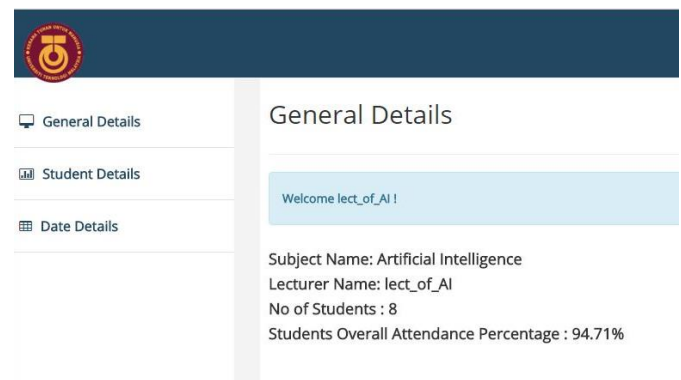 General Details
Student Details
Date Details
General Details
Welcome lect_of_AI !
Subject Name: Artificial Intelligence
Lecturer Name: lect_of_AI
No of Students : 8
Students Overall Attendance Percentage : 94.71%